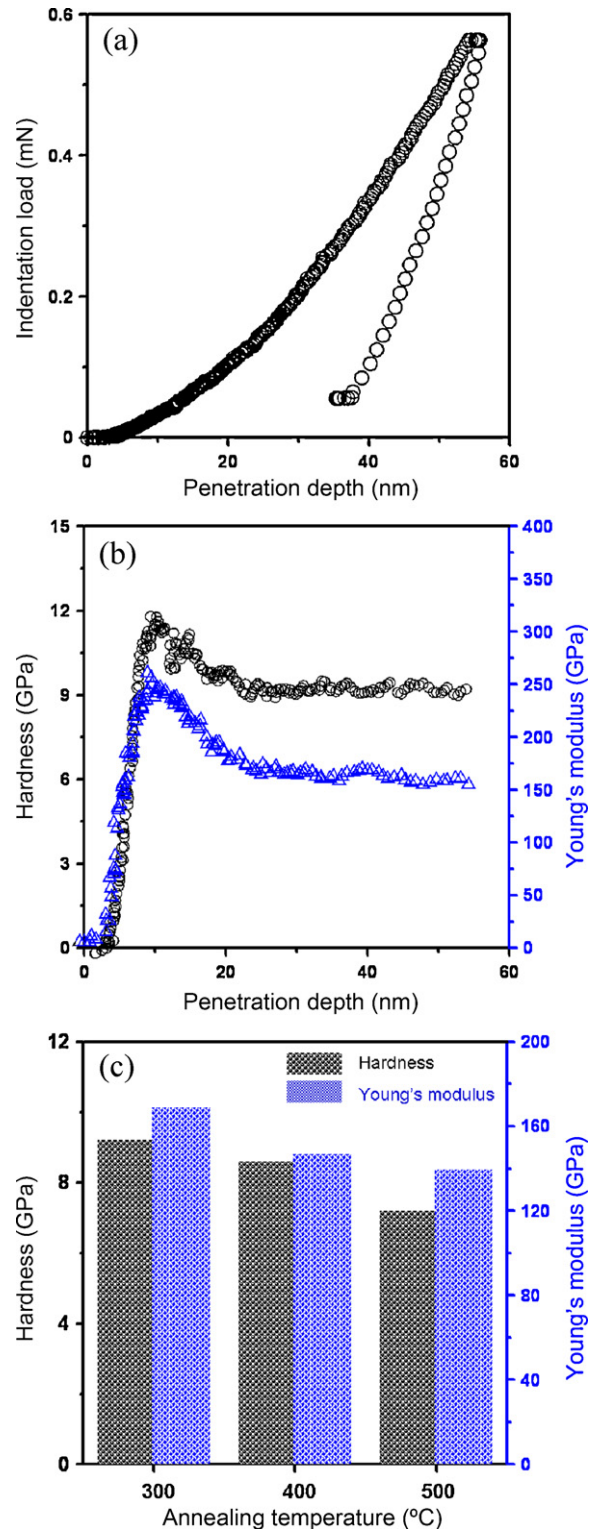 (a)
0.6
0.4
0.2
0
Indentation load (mN)
0 20 40 60
Penetration depth (nm)
(b)
15
12
9
6
3
0
Hardness (GPa)
400
350
300
250
200
150
100
50
0
Young's modulus (GPa)
0 20 40 60
Penetration depth (nm)
(c)
12
8
4
0
Hardness (GPa)
Hardness
Young's modulus
200
160
120
80
40
0
Young's modulus (GPa)
300 400 500
Annealing temperature (ºC)